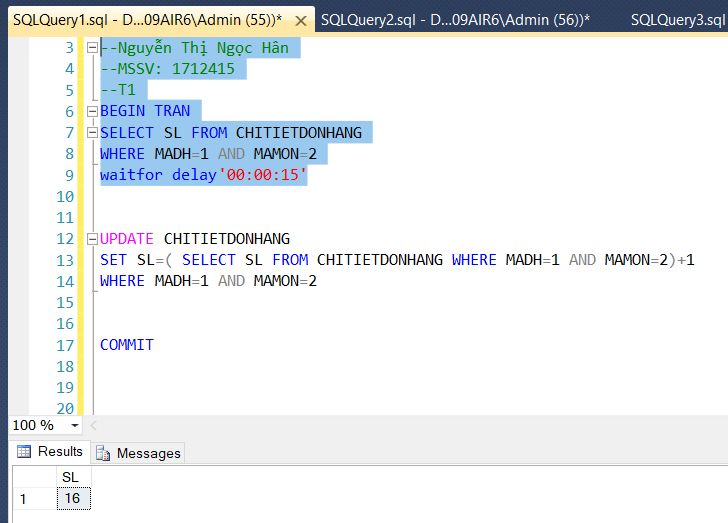 SQLQuery1.sql - D...09AIR6\Admin (55))* SQLQuery2.sql - D...09AIR6\Admin (56))* SQLQuery3.sql
3 --Nguyễn Thị Ngọc Hân
4 --MSSV: 1712415
5 --T1
6 BEGIN TRAN
7 SELECT SL FROM CHITIETDONHANG
8 WHERE MADH=1 AND MAMON=2
9 waitfor delay'00:00:15'
10
11
12 UPDATE CHITIETDONHANG
13 SET SL=( SELECT SL FROM CHITIETDONHANG WHERE MADH=1 AND MAMON=2)+1
14 WHERE MADH=1 AND MAMON=2
15
16
17 COMMIT
18
19
20
100 %
Results Messages
SL
1 16